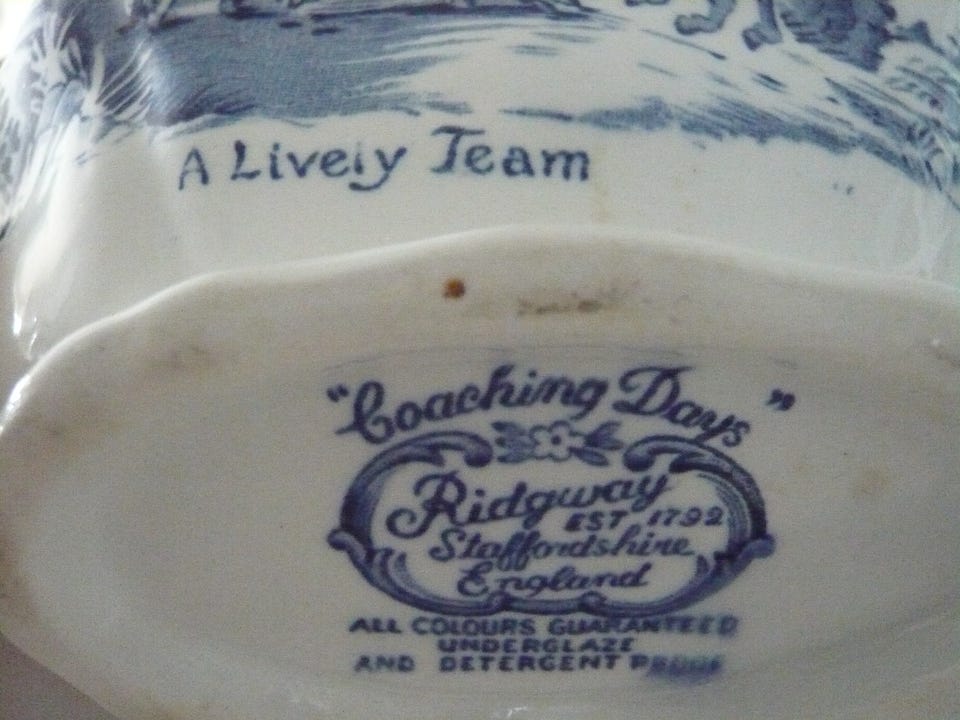 A Lively Team
"Coaching Days"
Ridgway
EST 1792
Staffordshire
England
ALL COLOURS GUARANTEED
UNDERGLAZE
AND DETERGENT PROOF